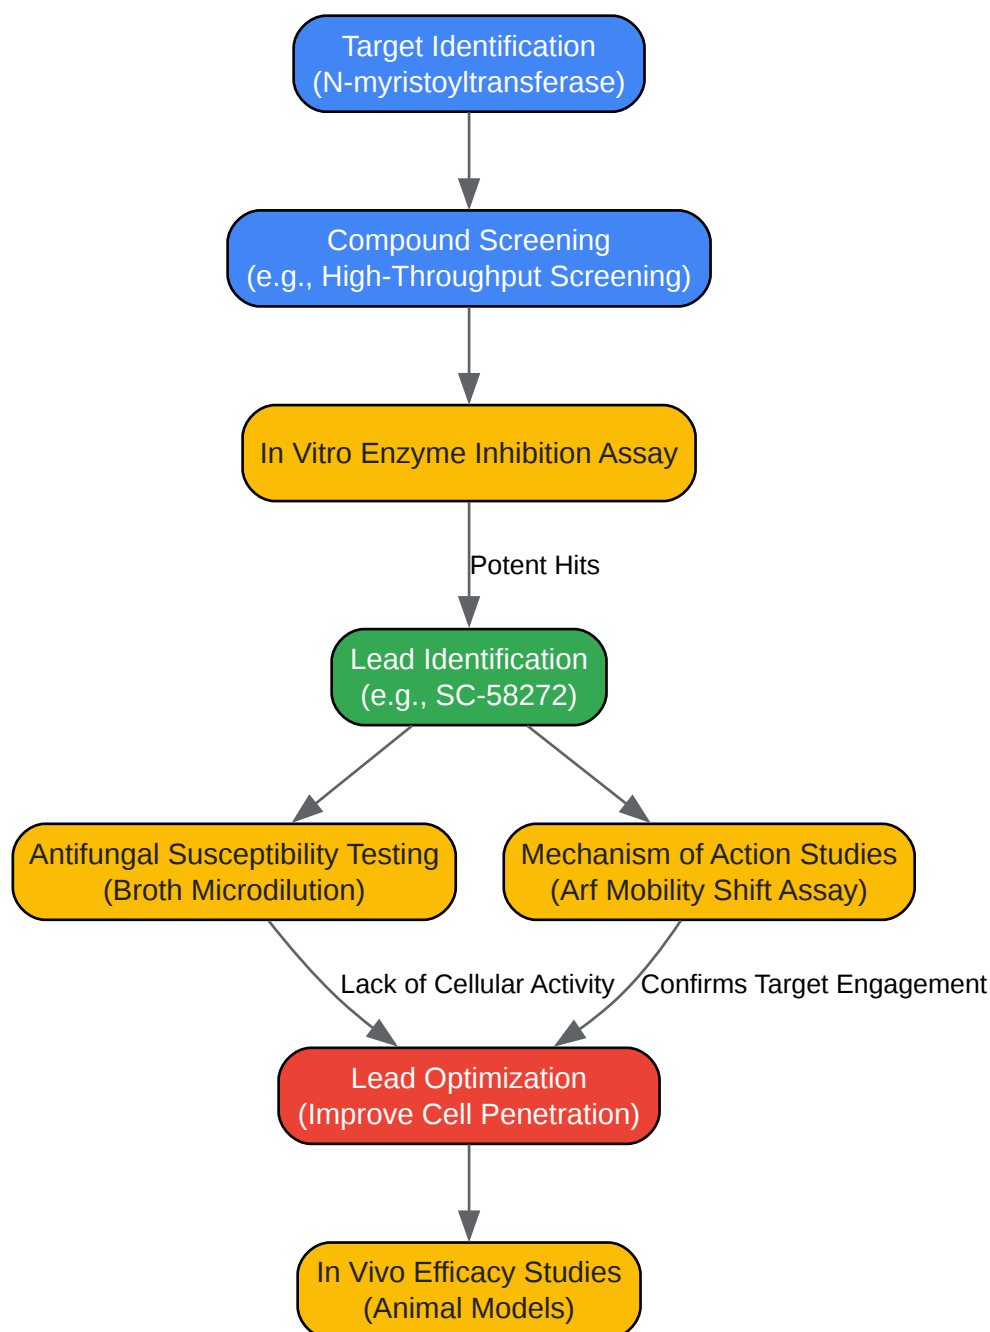 Target Identification
(N-myristoyltransferase)
Compound Screening
(e.g., High-Throughput Screening)
In Vitro Enzyme Inhibition Assay
Potent Hits
Lead Identification
(e.g., SC-58272)
Antifungal Susceptibility Testing
(Broth Microdilution)
Mechanism of Action Studies
(Arf Mobility Shift Assay)
Lack of Cellular Activity
Confirms Target Engagement
Lead Optimization
(Improve Cell Penetration)
In Vivo Efficacy Studies
(Animal Models)